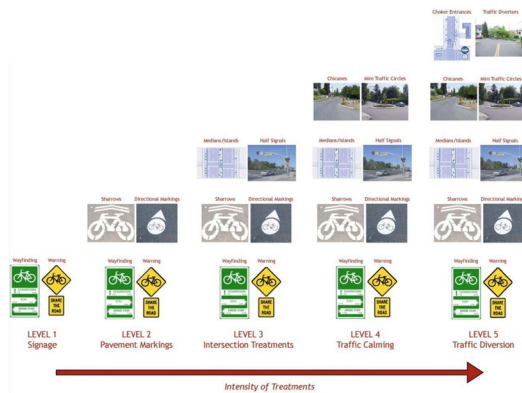 Choker Entrances Traffic Diverters
Chicanes Mini Traffic Circles Chicanes Mini Traffic Circles
Medians/Islands Half Signals Medians/Islands Half Signals Medians/Islands Half Signals
Sharrows Directional Markings Sharrows Directional Markings Sharrows Directional Markings Sharrows Directional Markings
Wayfinding Warning Wayfinding Warning Wayfinding Warning Wayfinding Warning Wayfinding Warning
SHARE THE ROAD SHARE THE ROAD SHARE THE ROAD SHARE THE ROAD SHARE THE ROAD
LEVEL 1 LEVEL 2 LEVEL 3 LEVEL 4 LEVEL 5
Signage Pavement Markings Intersection Treatments Traffic Calming Traffic Diversion
Intensity of Treatments